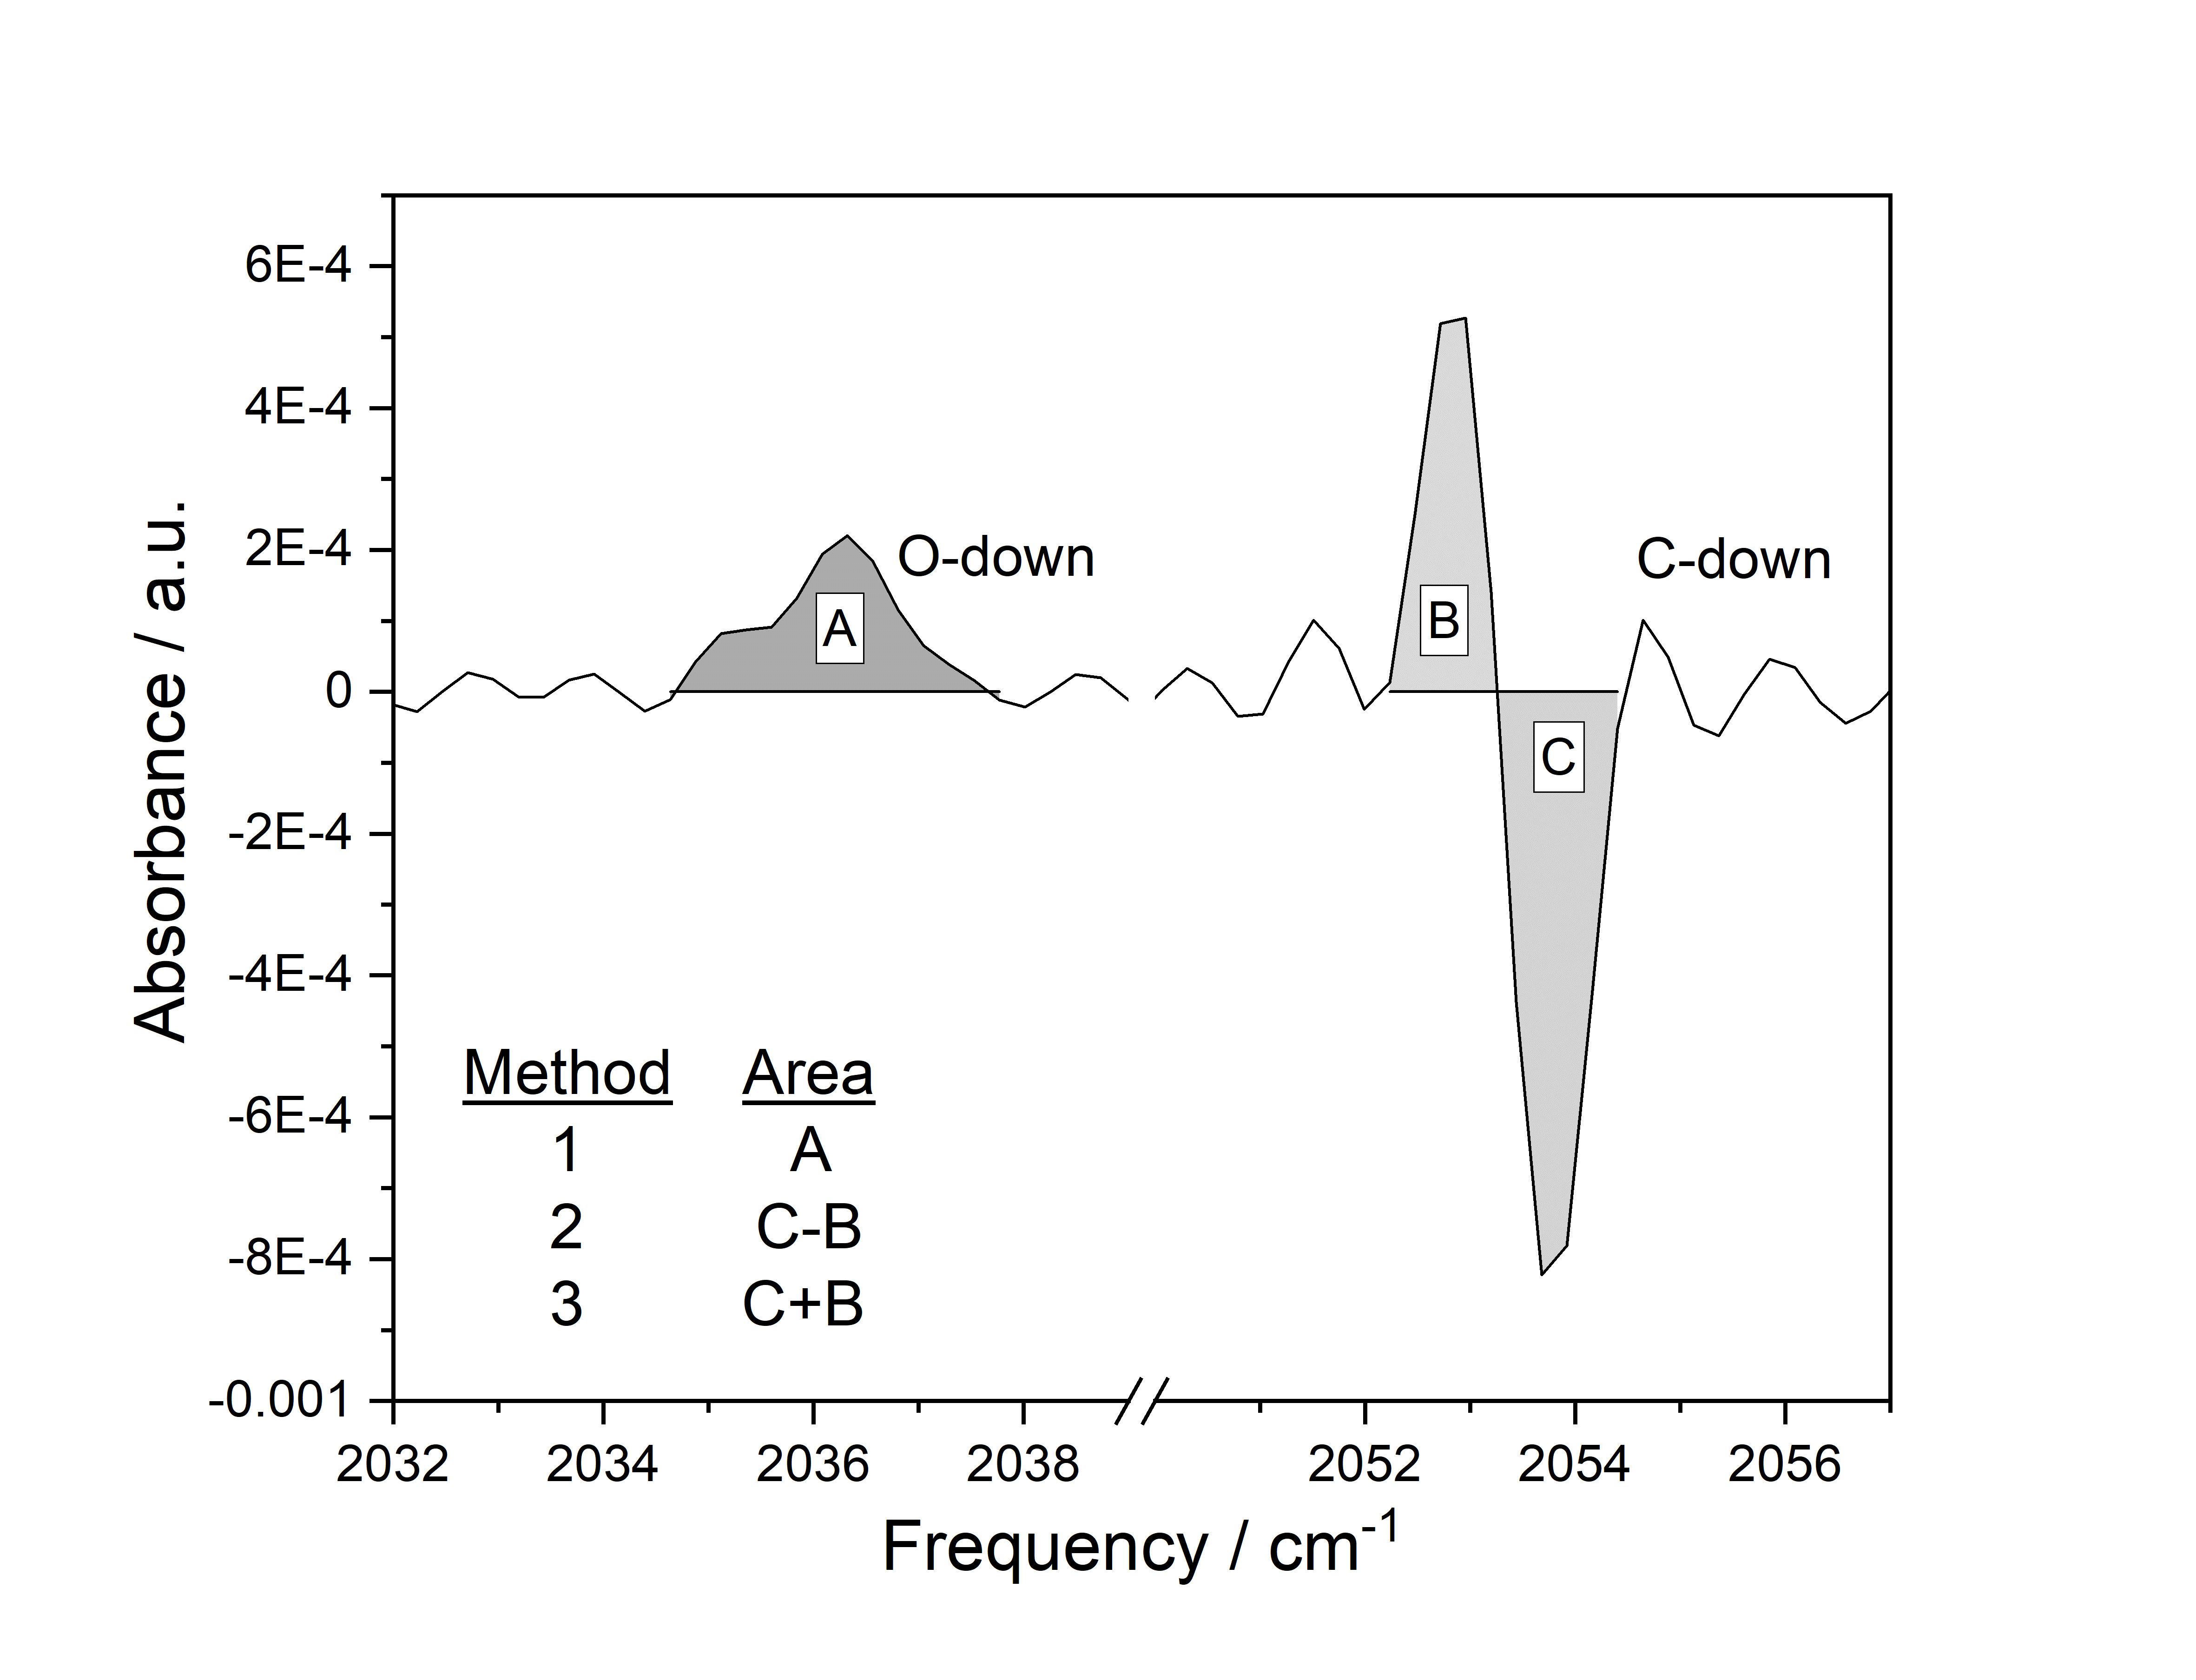 6E-4
4E-4
2E-4
0
-2E-4
-4E-4
-6E-4
-8E-4
-0.001
Absorbance / a.u.
O-down
C-down
A
B
C
Method Area
1 A
2 C-B
3 C+B
2032 2034 2036 2038 2052 2054 2056
Frequency / cm⁻¹